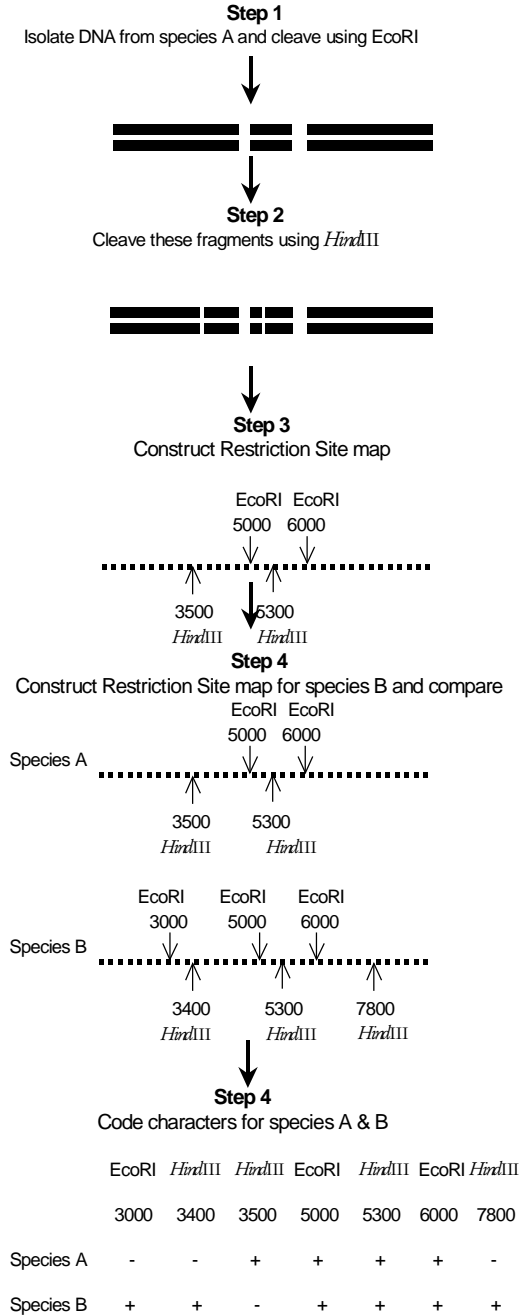 Step 1
Isolate DNA from species A and cleave using EcoRI
Step 2
Cleave these fragments using HindIII
Step 3
Construct Restriction Site map
EcoRI EcoRI
5000 6000
3500 5300
HindIII HindIII
Step 4
Construct Restriction Site map for species B and compare
EcoRI EcoRI
5000 6000
Species A
3500 5300
HindIII HindIII
EcoRI EcoRI EcoRI
3000 5000 6000
Species B
3400 5300 7800
HindIII HindIII HindIII
Step 4
Code characters for species A & B
EcoRI HindIII HindIII EcoRI HindIII EcoRI HindIII
3000 3400 3500 5000 5300 6000 7800
Species A - - + + + + -
Species B + + - + + + +